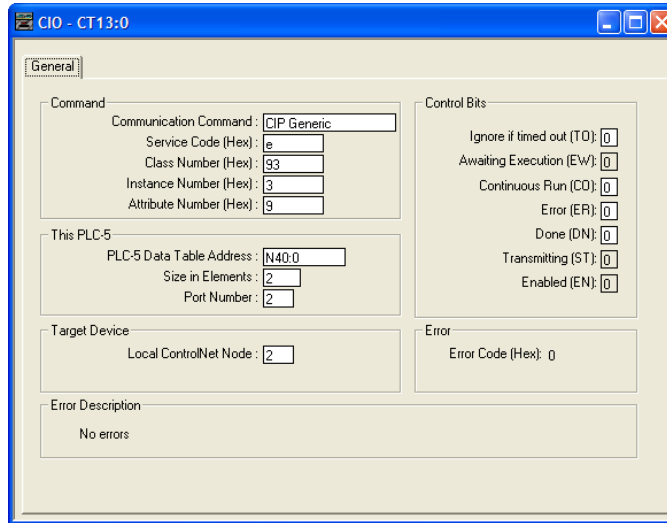 CIO - CT13:0
General
Command
Communication Command : CIP Generic
Service Code (Hex) : e
Class Number (Hex) : 93
Instance Number (Hex) : 3
Attribute Number (Hex) : 9
This PLC-5
PLC-5 Data Table Address : N40:0
Size in Elements : 2
Port Number : 2
Target Device
Local ControlNet Node : 2
Control Bits
Ignore if timed out (TO): 0
Awaiting Execution (EW): 0
Continuous Run (CO): 0
Error (ER): 0
Done (DN): 0
Transmitting (ST): 0
Enabled (EN): 0
Error
Error Code (Hex): 0
Error Description
No errors